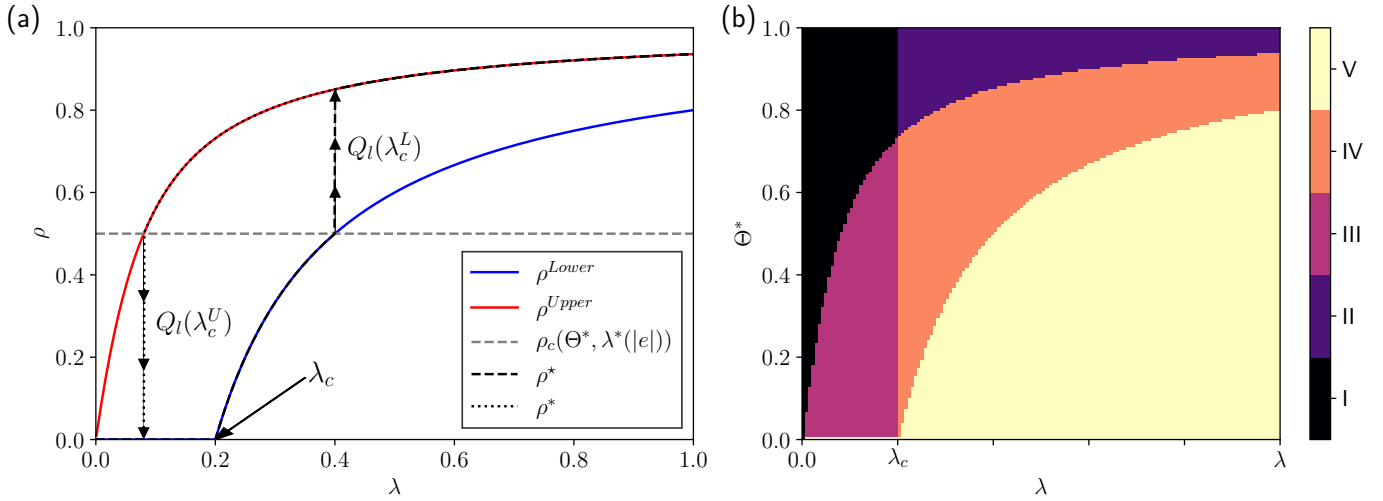 (a)
1.0
0.8
0.6
0.4
0.2
0.0
ρ
0.0 0.2 0.4 0.6 0.8 1.0
λ
Q_l(λ_c^L)
Q_l(λ_c^U)
λ_c
ρ^{Lower}
ρ^{Upper}
ρ_c(Θ^*, λ^*(|e|))
ρ^⋆
ρ^*
(b)
1.0
0.8
0.6
0.4
0.2
0.0
Θ^*
0.0 λ_c λ
λ
V
IV
III
II
I